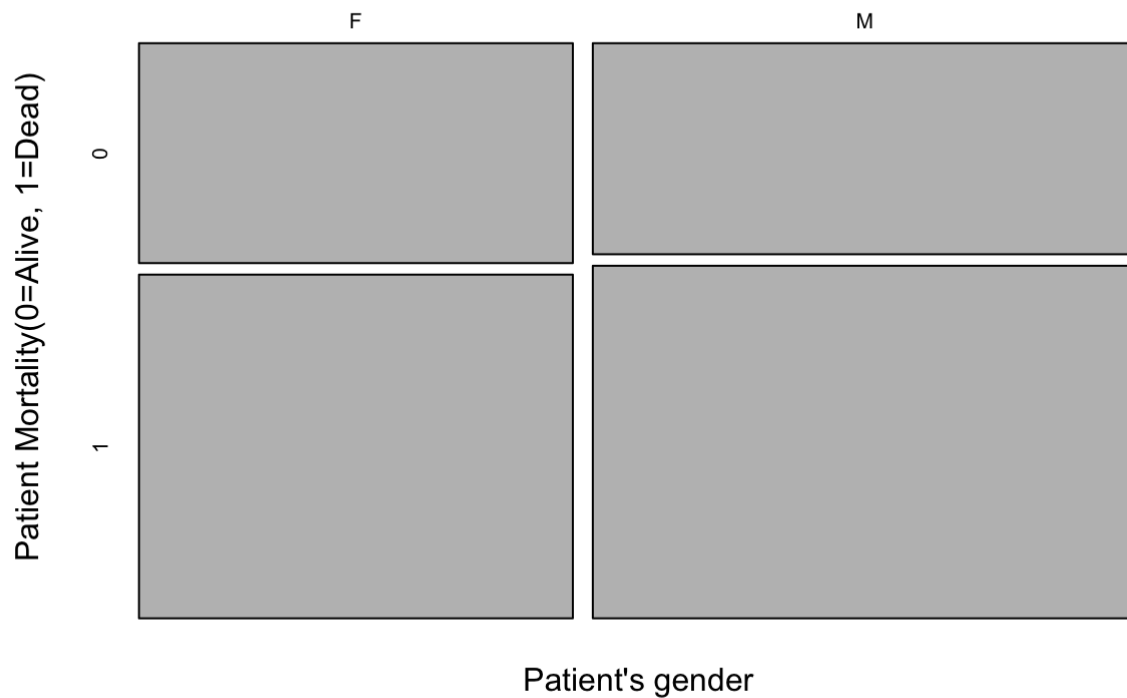 F
M
Patient Mortality(0=Alive, 1=Dead)
0
1
Patient's gender